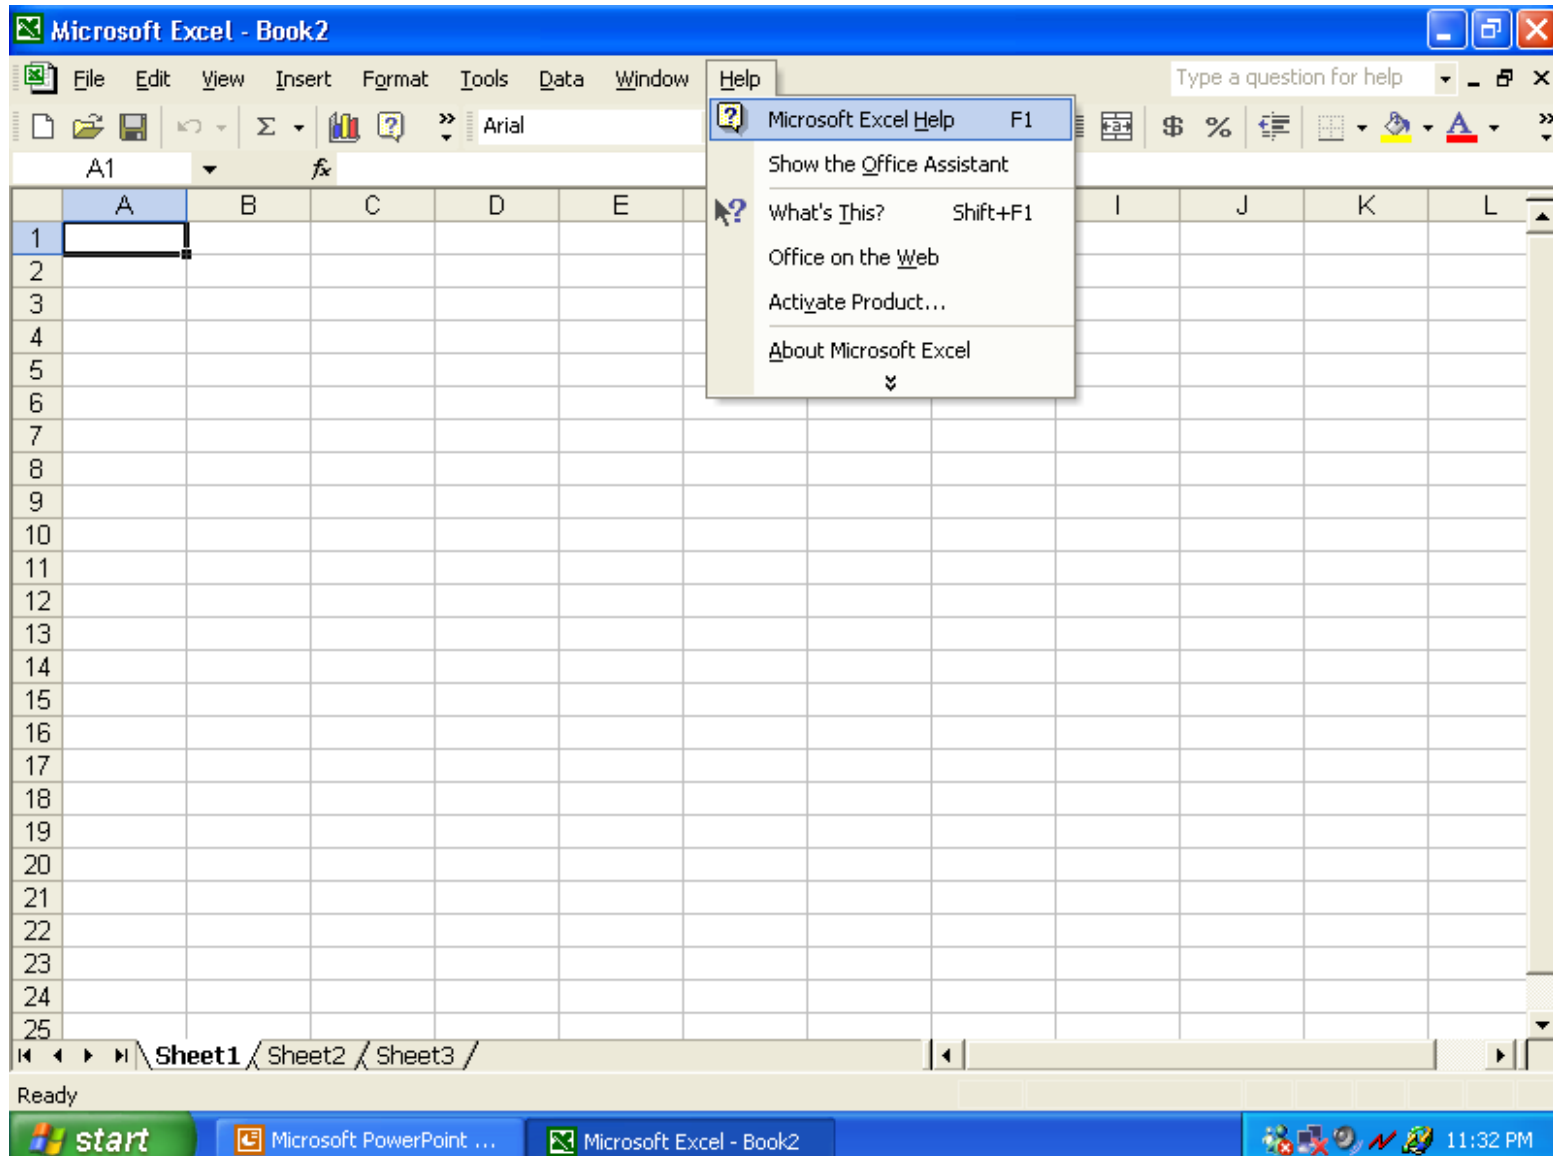 Microsoft Excel - Book2
File Edit View Insert Format Tools Data Window Help Type a question for help
Arial $ %
Microsoft Excel Help F1
Show the Office Assistant
What's This? Shift+F1
Office on the Web
Activate Product...
About Microsoft Excel
A1 fx
A B C D E I J K L
1
2
3
4
5
6
7
8
9
10
11
12
13
14
15
16
17
18
19
20
21
22
23
24
25
Sheet1 Sheet2 Sheet3
Ready
start Microsoft PowerPoint ... Microsoft Excel - Book2 11:32 PM